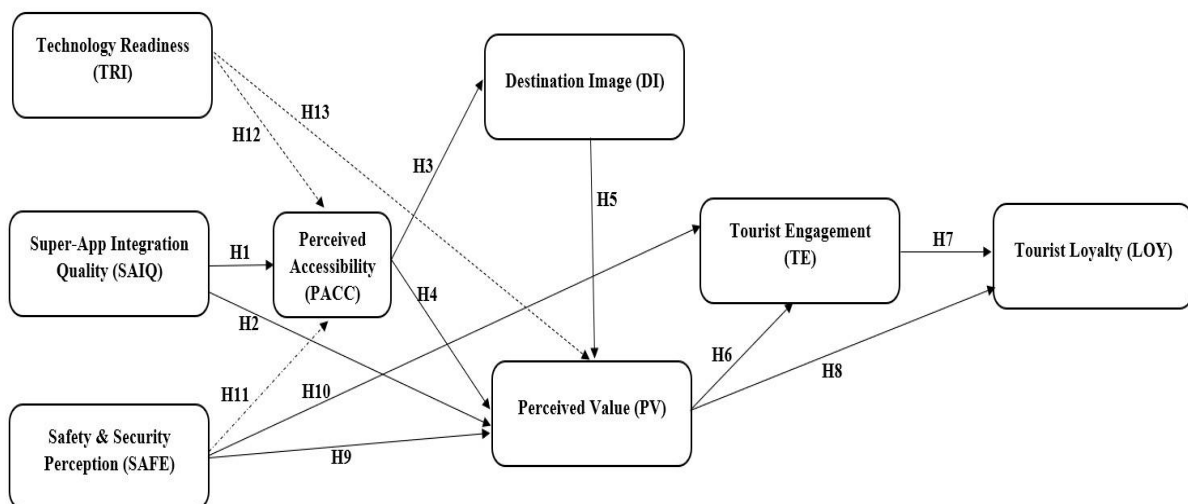 Technology Readiness
(TRI)
Destination Image (DI)
H13
H12
H3
H5
Super-App Integration
Quality (SAIQ)
H1
Perceived
Accessibility
(PACC)
Tourist Engagement
(TE)
H7
Tourist Loyalty (LOY)
H4
H2
H6
H8
H11
H10
Perceived Value (PV)
Safety & Security
Perception (SAFE)
H9